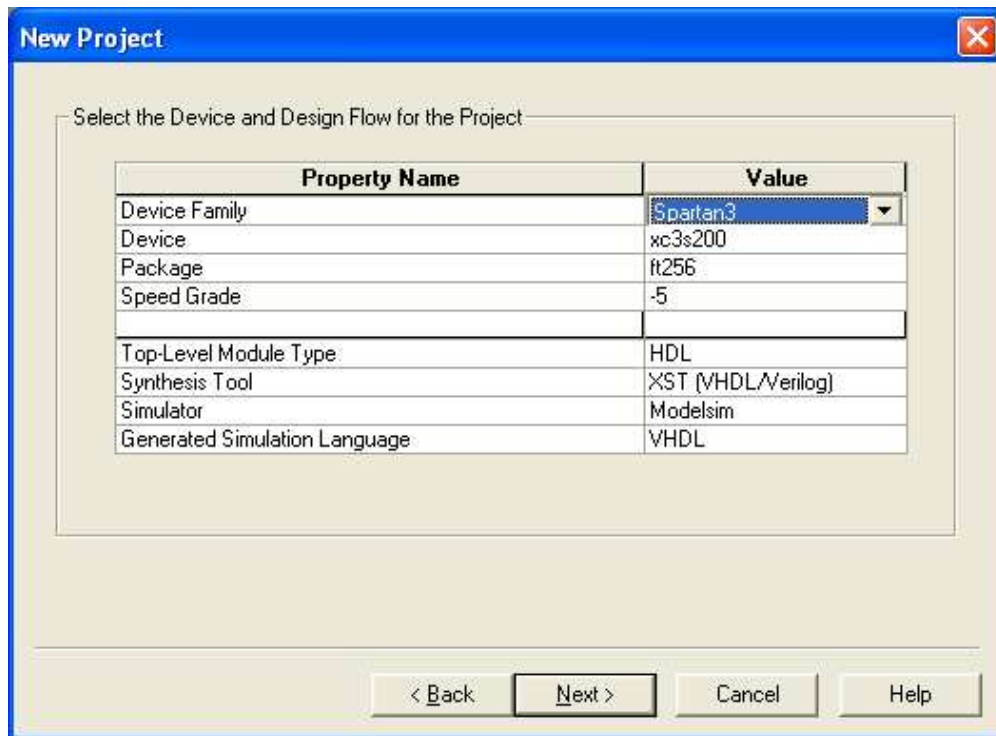 New Project
Select the Device and Design Flow for the Project
Property Name Value
Device Family Spartan3
Device xc3s200
Package ft256
Speed Grade -5
Top-Level Module Type HDL
Synthesis Tool XST (VHDL/Verilog)
Simulator Modelsim
Generated Simulation Language VHDL
< Back Next > Cancel Help